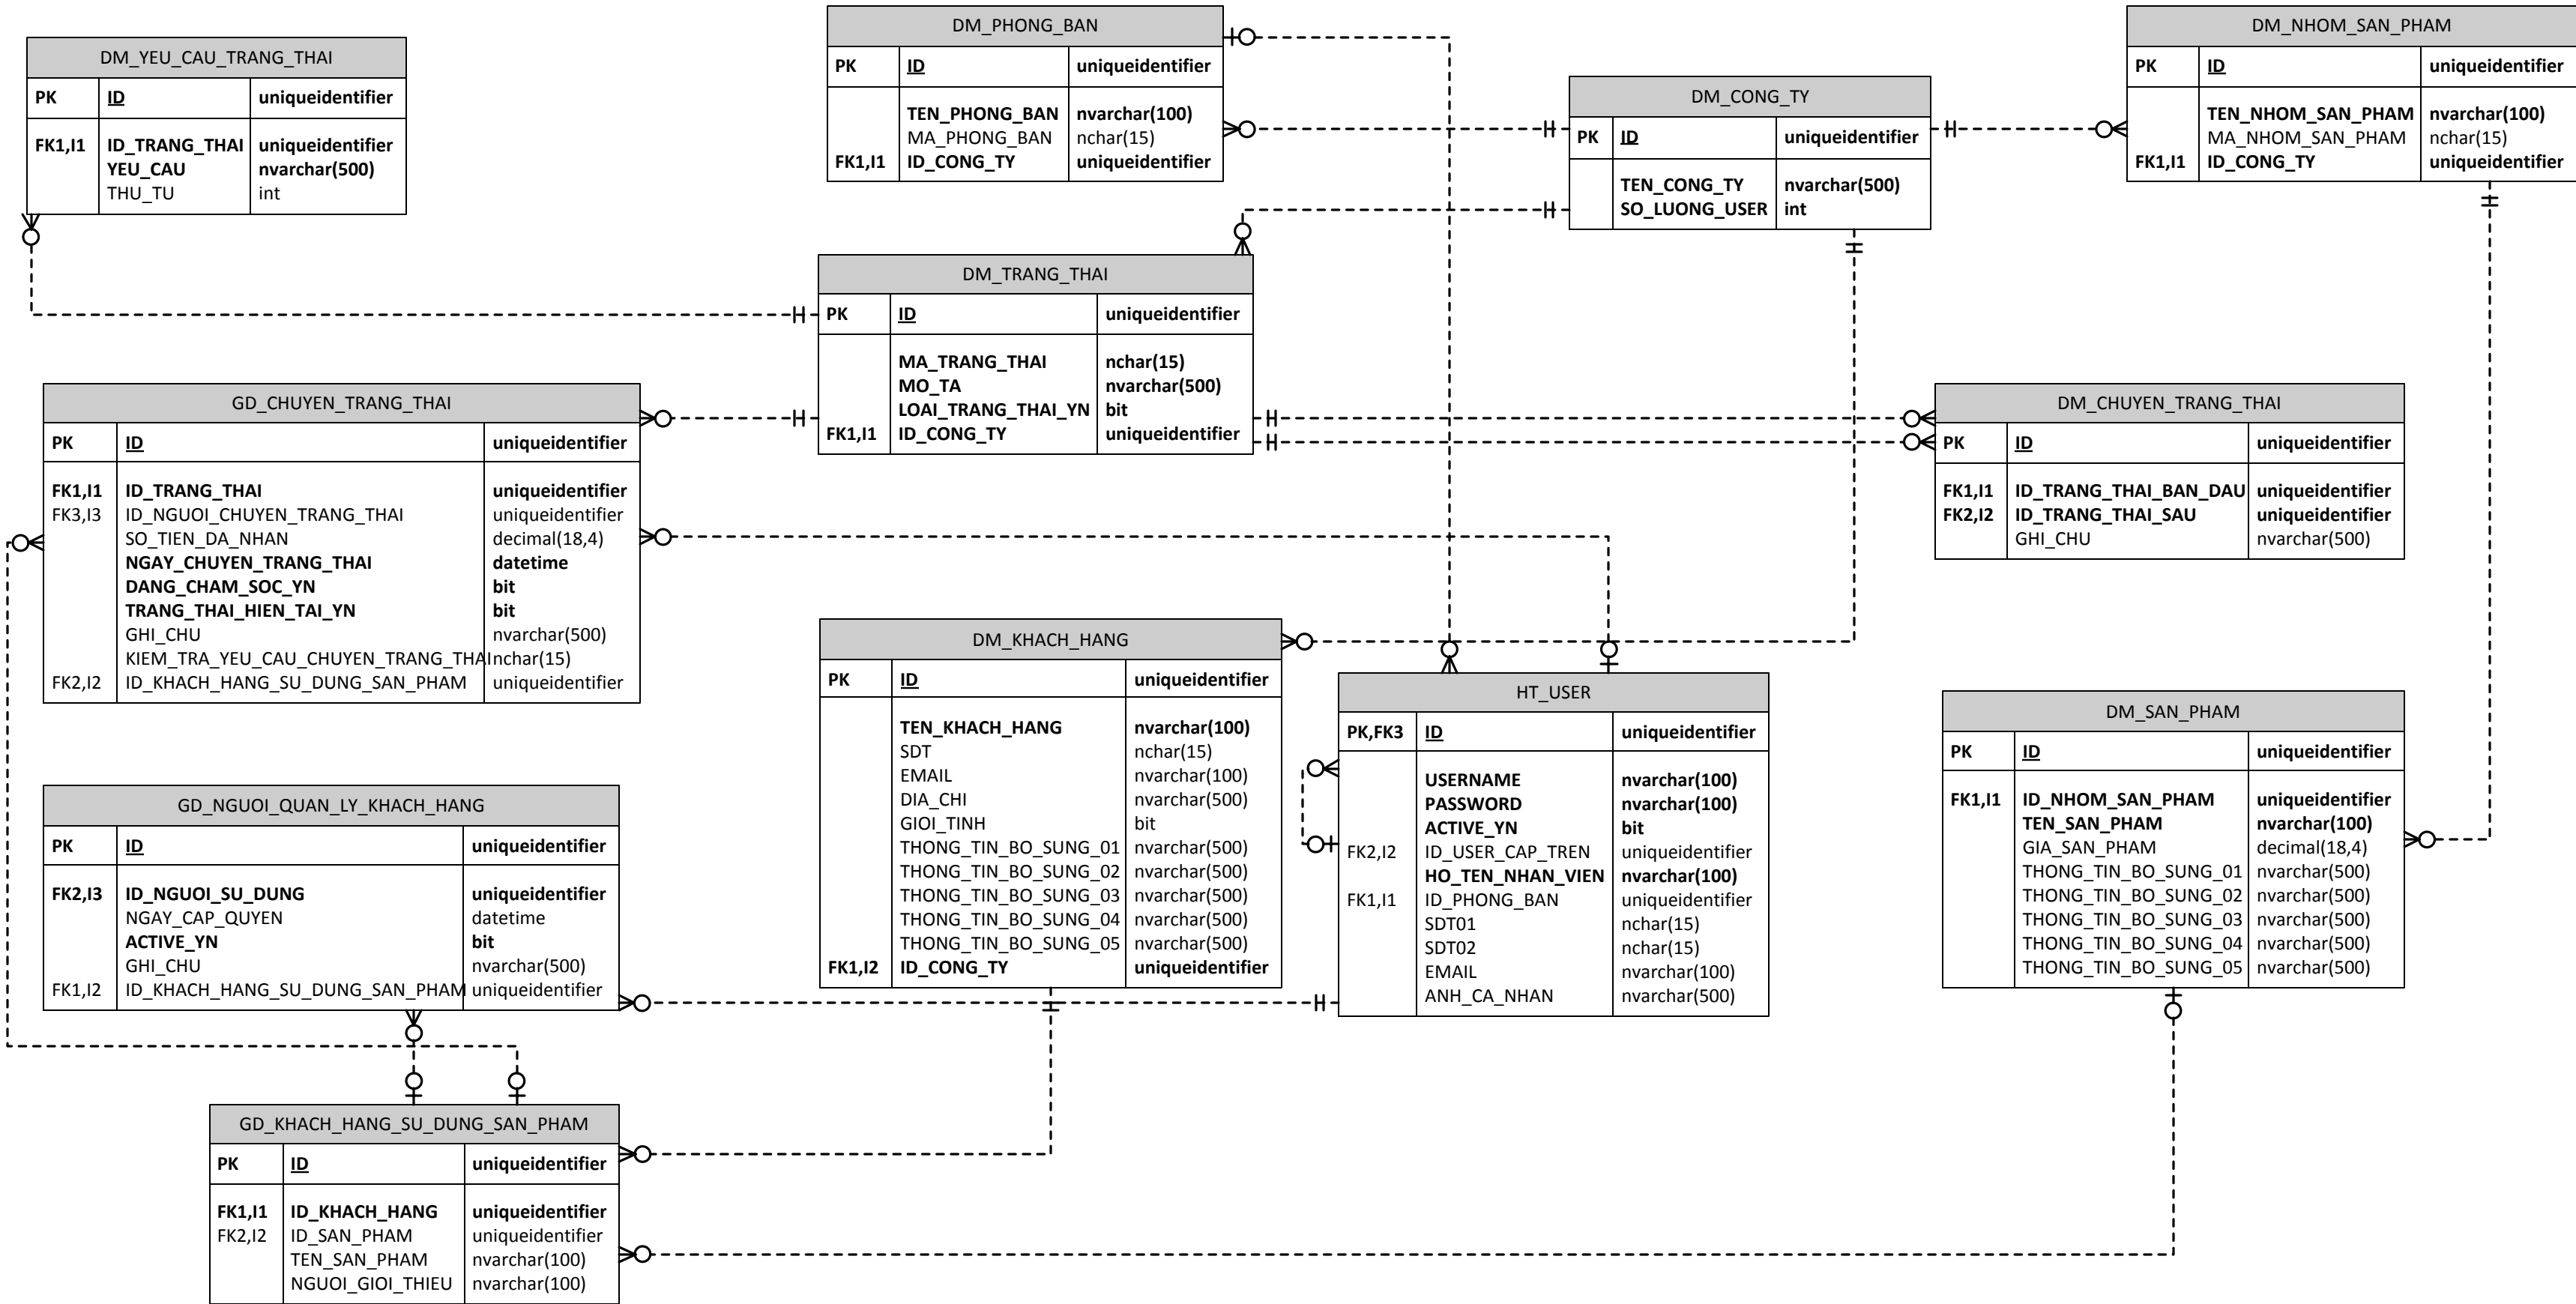 DM_YEU_CAU_TRANG_THAI
PK ID uniqueidentifier
FK1,I1 ID_TRANG_THAI uniqueidentifier
YEU_CAU nvarchar(500)
THU_TU int
DM_PHONG_BAN
PK ID uniqueidentifier
TEN_PHONG_BAN nvarchar(100)
MA_PHONG_BAN nchar(15)
FK1,I1 ID_CONG_TY uniqueidentifier
DM_CONG_TY
PK ID uniqueidentifier
TEN_CONG_TY nvarchar(500)
SO_LUONG_USER int
DM_NHOM_SAN_PHAM
PK ID uniqueidentifier
TEN_NHOM_SAN_PHAM nvarchar(100)
MA_NHOM_SAN_PHAM nchar(15)
FK1,I1 ID_CONG_TY uniqueidentifier
DM_TRANG_THAI
PK ID uniqueidentifier
MA_TRANG_THAI nchar(15)
MO_TA nvarchar(500)
LOAI_TRANG_THAI_YN bit
FK1,I1 ID_CONG_TY uniqueidentifier
GD_CHUYEN_TRANG_THAI
PK ID uniqueidentifier
FK1,I1 ID_TRANG_THAI uniqueidentifier
FK3,I3 ID_NGUOI_CHUYEN_TRANG_THAI uniqueidentifier
SO_TIEN_DA_NHAN decimal(18,4)
NGAY_CHUYEN_TRANG_THAI datetime
DANG_CHAM_SOC_YN bit
TRANG_THAI_HIEN_TAI_YN bit
GHI_CHU nvarchar(500)
KIEM_TRA_YEU_CAU_CHUYEN_TRANG_THAI nchar(15)
FK2,I2 ID_KHACH_HANG_SU_DUNG_SAN_PHAM uniqueidentifier
DM_CHUYEN_TRANG_THAI
PK ID uniqueidentifier
FK1,I1 ID_TRANG_THAI_BAN_DAU uniqueidentifier
FK2,I2 ID_TRANG_THAI_SAU uniqueidentifier
GHI_CHU nvarchar(500)
DM_KHACH_HANG
PK ID uniqueidentifier
TEN_KHACH_HANG nvarchar(100)
SDT nchar(15)
EMAIL nvarchar(100)
DIA_CHI nvarchar(500)
GIOI_TINH bit
THONG_TIN_BO_SUNG_01 nvarchar(500)
THONG_TIN_BO_SUNG_02 nvarchar(500)
THONG_TIN_BO_SUNG_03 nvarchar(500)
THONG_TIN_BO_SUNG_04 nvarchar(500)
THONG_TIN_BO_SUNG_05 nvarchar(500)
FK1,I2 ID_CONG_TY uniqueidentifier
HT_USER
PK,FK3 ID uniqueidentifier
USERNAME nvarchar(100)
PASSWORD nvarchar(100)
ACTIVE_YN bit
FK2,I2 ID_USER_CAP_TREN uniqueidentifier
HO_TEN_NHAN_VIEN nvarchar(100)
FK1,I1 ID_PHONG_BAN uniqueidentifier
SDT01 nchar(15)
SDT02 nchar(15)
EMAIL nvarchar(100)
ANH_CA_NHAN nvarchar(500)
DM_SAN_PHAM
PK ID uniqueidentifier
FK1,I1 ID_NHOM_SAN_PHAM uniqueidentifier
TEN_SAN_PHAM nvarchar(100)
GIA_SAN_PHAM decimal(18,4)
THONG_TIN_BO_SUNG_01 nvarchar(500)
THONG_TIN_BO_SUNG_02 nvarchar(500)
THONG_TIN_BO_SUNG_03 nvarchar(500)
THONG_TIN_BO_SUNG_04 nvarchar(500)
THONG_TIN_BO_SUNG_05 nvarchar(500)
GD_NGUOI_QUAN_LY_KHACH_HANG
PK ID uniqueidentifier
FK2,I3 ID_NGUOI_SU_DUNG uniqueidentifier
NGAY_CAP_QUYEN datetime
ACTIVE_YN bit
GHI_CHU nvarchar(500)
FK1,I2 ID_KHACH_HANG_SU_DUNG_SAN_PHAM uniqueidentifier
GD_KHACH_HANG_SU_DUNG_SAN_PHAM
PK ID uniqueidentifier
FK1,I1 ID_KHACH_HANG uniqueidentifier
FK2,I2 ID_SAN_PHAM uniqueidentifier
TEN_SAN_PHAM nvarchar(100)
NGUOI_GIOI_THIEU nvarchar(100)